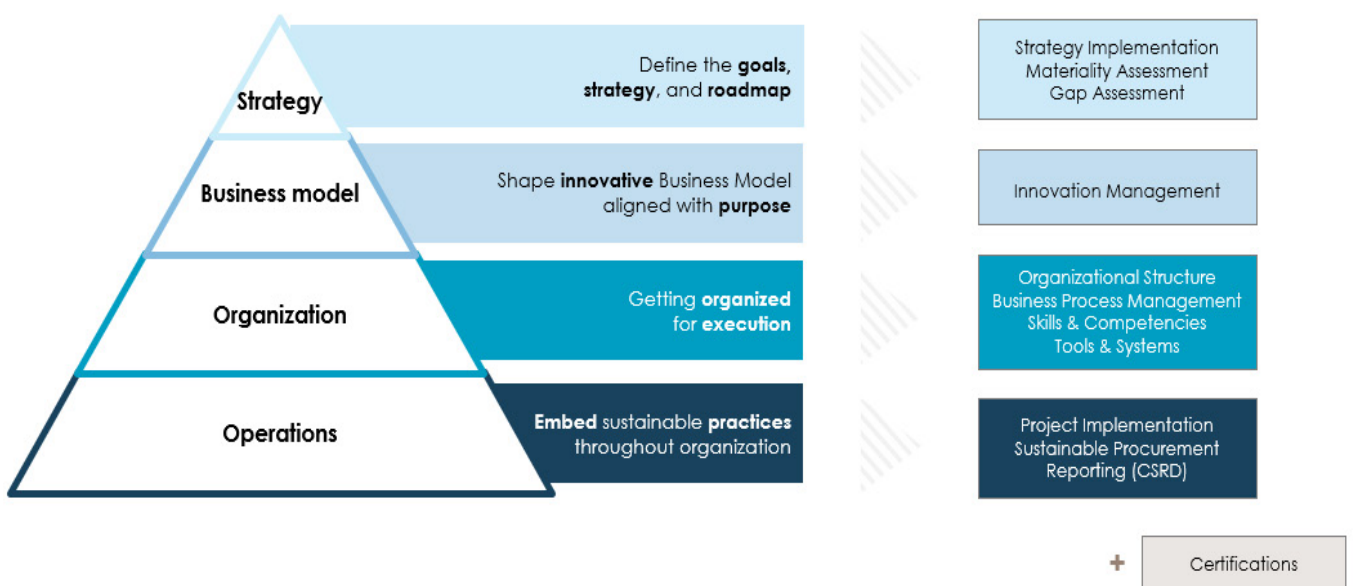 Strategy
Define the goals,
strategy, and roadmap
Strategy Implementation
Materiality Assessment
Gap Assessment
Business model
Shape innovative Business Model
aligned with purpose
Innovation Management
Organization
Getting organized
for execution
Organizational Structure
Business Process Management
Skills & Competencies
Tools & Systems
Operations
Embed sustainable practices
throughout organization
Project Implementation
Sustainable Procurement
Reporting (CSRD)
+ Certifications